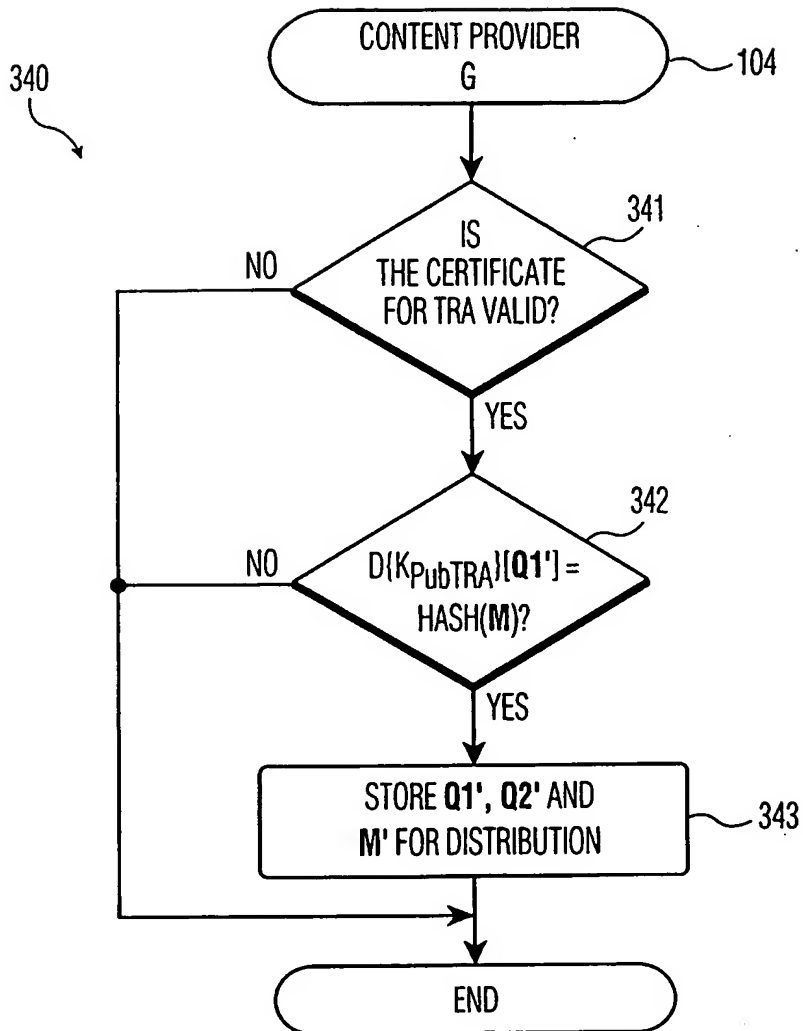 CONTENT PROVIDER
G
104
340
341
IS
THE CERTIFICATE
FOR TRA VALID?
NO
YES
342
D{KPubTRA}[Q1'] =
HASH(M)?
NO
YES
STORE Q1', Q2' AND
M' FOR DISTRIBUTION
343
END